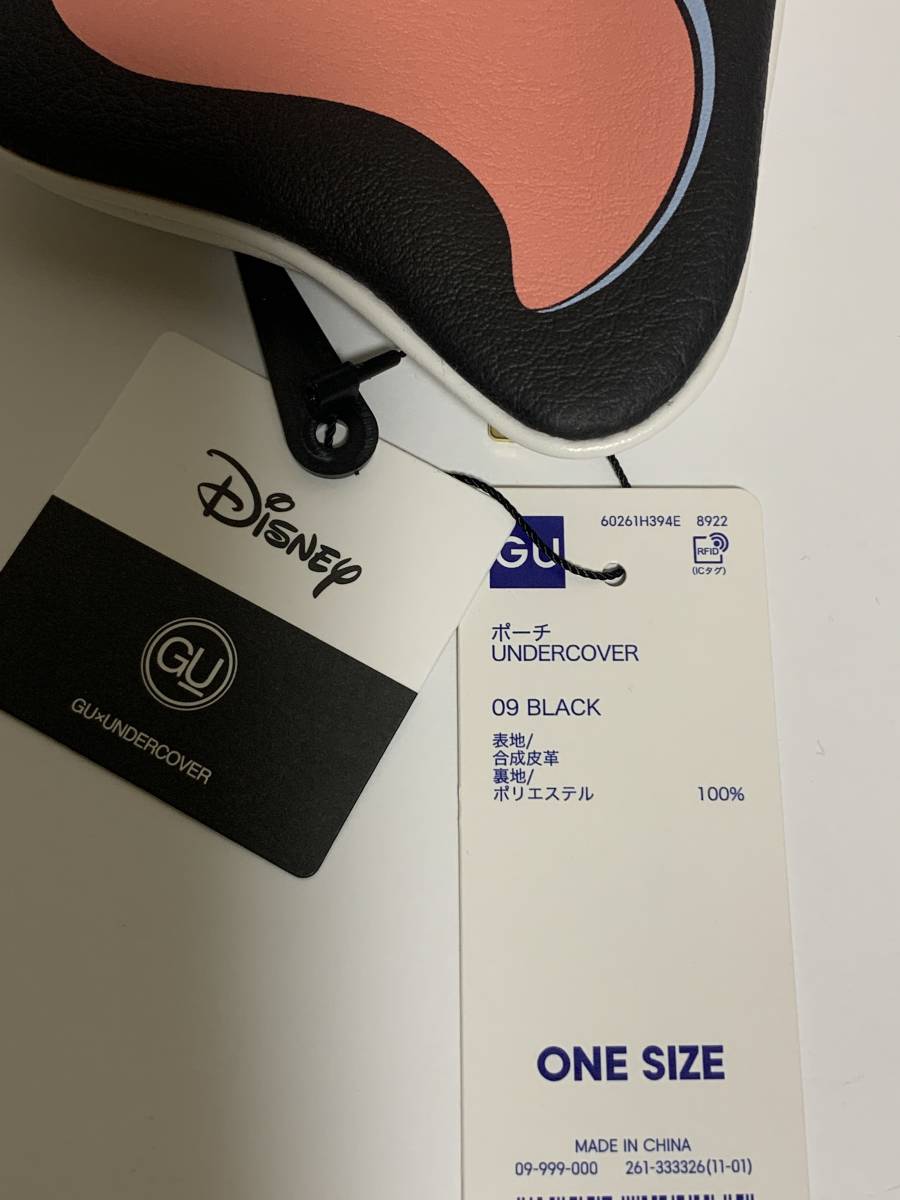 Disney
GU
GU×UNDERCOVER
GU
60261H394E 8922
RFID
(ICタグ)
ポーチ
UNDERCOVER
09 BLACK
表地/
合成皮革
裏地/
ポリエステル 100%
ONE SIZE
MADE IN CHINA
09-999-000 261-333326(11-01)